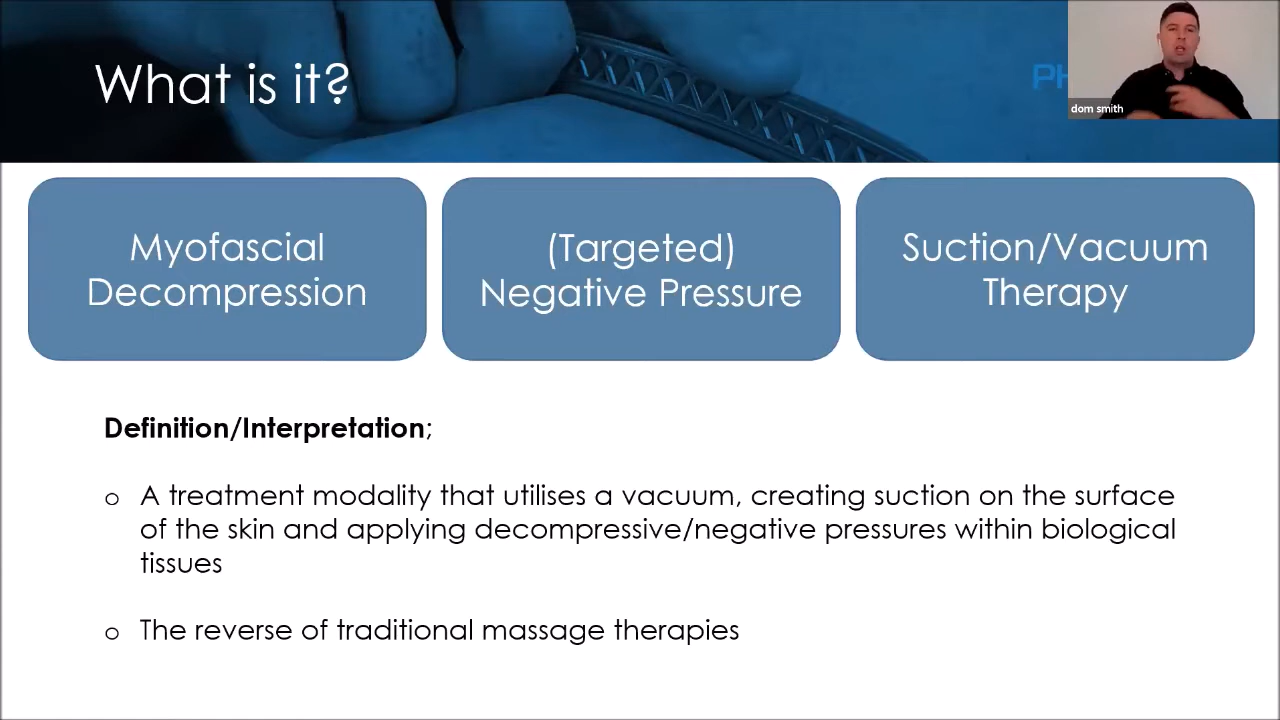 What is it?
dom smith
Myofascial
Decompression
(Targeted)
Negative Pressure
Suction/Vacuum
Therapy
Definition/Interpretation;
o A treatment modality that utilises a vacuum, creating suction on the surface
of the skin and applying decompressive/negative pressures within biological
tissues
o The reverse of traditional massage therapies